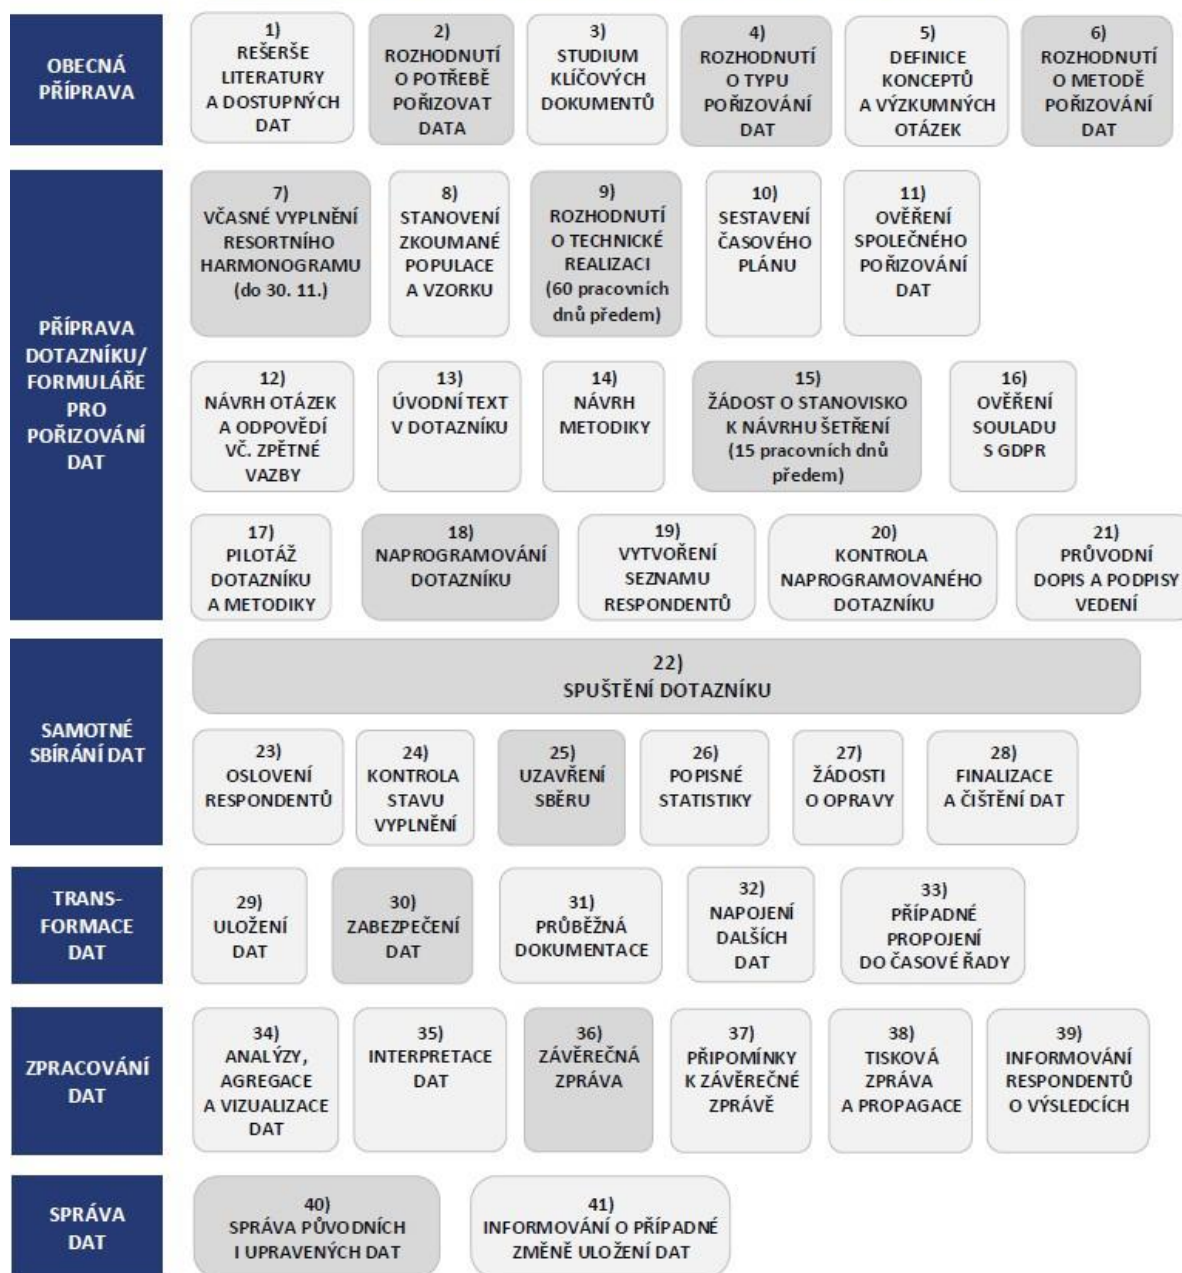 OBECNÁ
PŘÍPRAVA
1)
REŠERŠE
LITERATURY
A DOSTUPNÝCH
DAT
2)
ROZHODNUTÍ
O POTŘEBĚ
POŘIZOVAT
DATA
3)
STUDIUM
KLÍČOVÝCH
DOKUMENTŮ
4)
ROZHODNUTÍ
O TYPU
POŘIZOVÁNÍ
DAT
5)
DEFINICE
KONCEPTŮ
A VÝZKUMNÝCH
OTÁZEK
6)
ROZHODNUTÍ
O METODĚ
POŘIZOVÁNÍ
DAT
PŘÍPRAVA
DOTAZNÍKU/
FORMULÁŘE
PRO
POŘIZOVÁNÍ
DAT
7)
VČASNÉ VYPLNĚNÍ
RESORTNÍHO
HARMONOGRAMU
(do 30. 11.)
8)
STANOVENÍ
ZKOUMANÉ
POPULACE
A VZORKU
9)
ROZHODNUTÍ
O TECHNICKÉ
REALIZACI
(60 pracovních
dnů předem)
10)
SESTAVENÍ
ČASOVÉHO
PLÁNU
11)
OVĚŘENÍ
SPOLEČNÉHO
POŘIZOVÁNÍ
DAT
12)
NÁVRH OTÁZEK
A ODPOVĚDÍ
VČ. ZPĚTNÉ
VAZBY
13)
ÚVODNÍ TEXT
V DOTAZNÍKU
14)
NÁVRH
METODIKY
15)
ŽÁDOST O STANOVISKO
K NÁVRHU ŠETŘENÍ
(15 pracovních dnů
předem)
16)
OVĚŘENÍ
SOULADU
S GDPR
17)
PILOTÁŽ
DOTAZNÍKU
A METODIKY
18)
NAPROGRAMOVÁNÍ
DOTAZNÍKU
19)
VYTVOŘENÍ
SEZNAMU
RESPONDENTŮ
20)
KONTROLA
NAPROGRAMOVANÉHO
DOTAZNÍKU
21)
PRŮVODNÍ
DOPIS A PODPISY
VEDENÍ
SAMOTNÉ
SBÍRÁNÍ DAT
22)
SPUŠTĚNÍ DOTAZNÍKU
23)
OSLOVENÍ
RESPONDENTŮ
24)
KONTROLA
STAVU
VYPLNĚNÍ
25)
UZAVŘENÍ
SBĚRU
26)
POPISNÉ
STATISTIKY
27)
ŽÁDOSTI
O OPRAVY
28)
FINALIZACE
A ČIŠTĚNÍ DAT
TRANS-
FORMACE
DAT
29)
ULOŽENÍ
DAT
30)
ZABEZPEČENÍ
DAT
31)
PRŮBĚŽNÁ
DOKUMENTACE
32)
NAPOJENÍ
DALŠÍCH
DAT
33)
PŘÍPADNÉ
PROPOJENÍ
DO ČASOVÉ ŘADY
ZPRACOVÁNÍ
DAT
34)
ANALÝZY,
AGREGACE
A VIZUALIZACE
DAT
35)
INTERPRETACE
DAT
36)
ZÁVĚREČNÁ
ZPRÁVA
37)
PŘIPOMÍNKY
K ZÁVĚREČNÉ
ZPRÁVĚ
38)
TISKOVÁ
ZPRÁVA
A PROPAGACE
39)
INFORMOVÁNÍ
RESPONDENTŮ
O VÝSLEDCÍCH
SPRÁVA
DAT
40)
SPRÁVA PŮVODNÍCH
I UPRAVENÝCH DAT
41)
INFORMOVÁNÍ O PŘÍPADNÉ
ZMĚNĚ ULOŽENÍ DAT